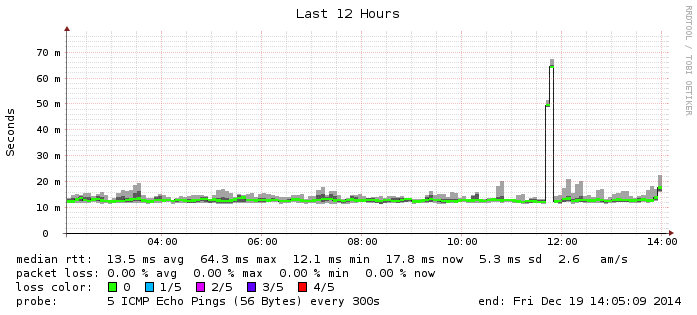 Last 12 Hours
RRDTOOL / TOBI OETIKER
Seconds
70 m
60 m
50 m
40 m
30 m
20 m
10 m
0
04:00 06:00 08:00 10:00 12:00 14:00
median rtt: 13.5 ms avg 64.3 ms max 12.1 ms min 17.8 ms now 5.3 ms sd 2.6 am/s
packet loss: 0.00 % avg 0.00 % max 0.00 % min 0.00 % now
loss color: 0 1/5 2/5 3/5 4/5
probe: 5 ICMP Echo Pings (56 Bytes) every 300s end: Fri Dec 19 14:05:09 2014